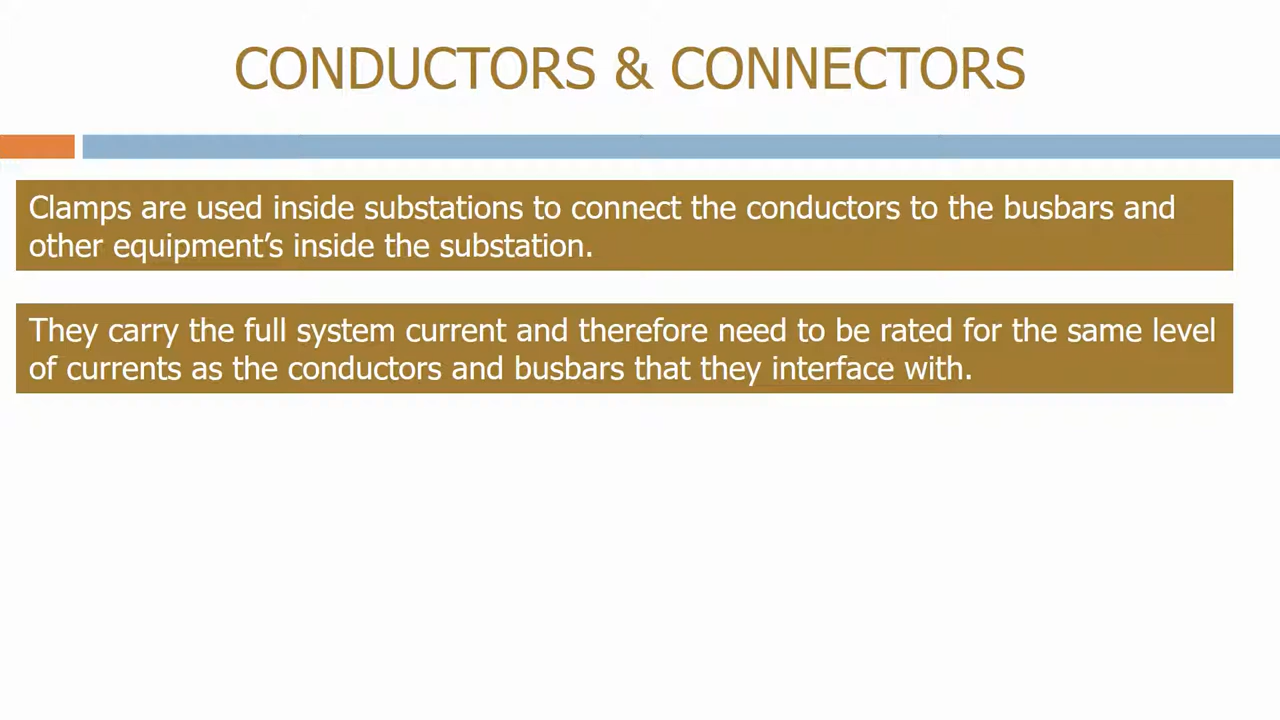 CONDUCTORS & CONNECTORS
Clamps are used inside substations to connect the conductors to the busbars and
other equipment’s inside the substation.
They carry the full system current and therefore need to be rated for the same level
of currents as the conductors and busbars that they interface with.